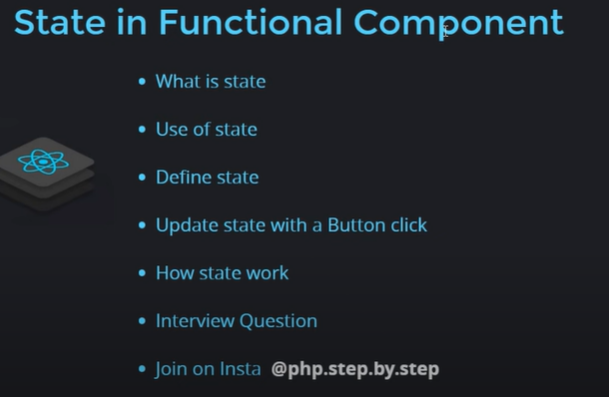 State in Functional Component
• What is state
• Use of state
• Define state
• Update state with a Button click
• How state work
• Interview Question
• Join on Insta @php.step.by.step